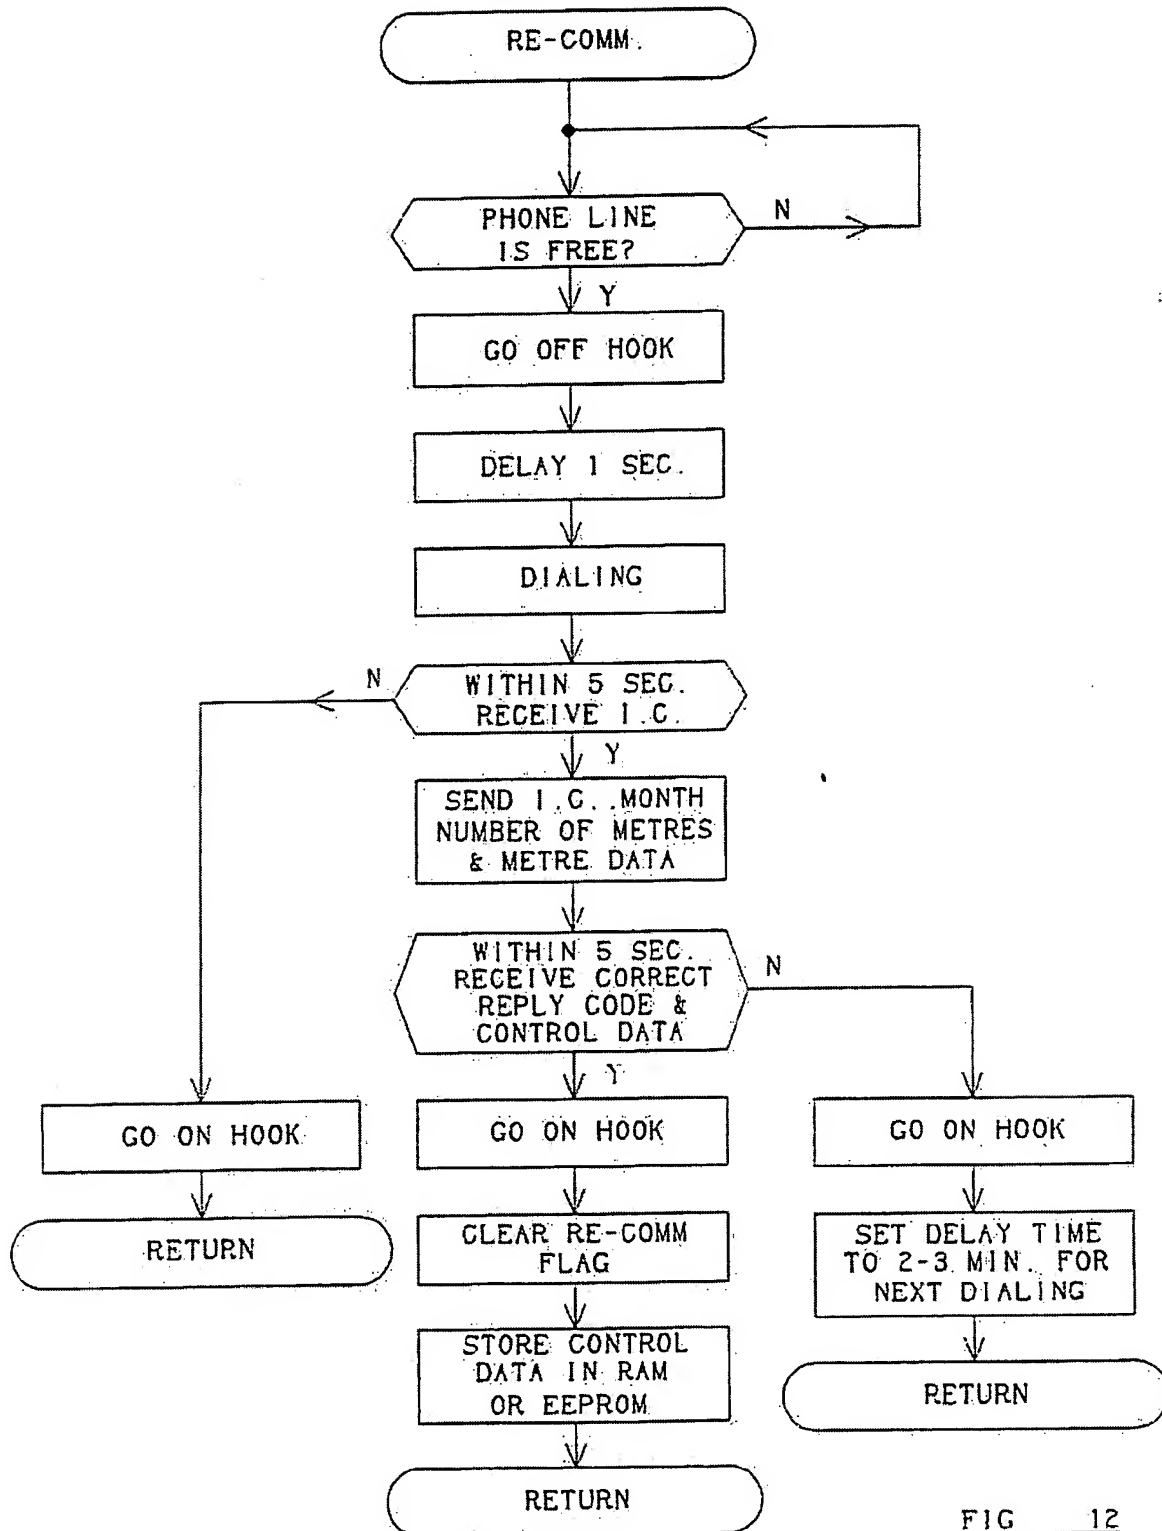 RE-COMM.
PHONE LINE
IS FREE?
N
Y
GO OFF HOOK
DELAY 1 SEC.
DIALING
N
WITHIN 5 SEC.
RECEIVE I.C.
Y
SEND I.C..MONTH
NUMBER OF METRES
& METRE DATA
WITHIN 5 SEC.
RECEIVE CORRECT
REPLY CODE &
CONTROL DATA
N
Y
GO ON HOOK
RETURN
GO ON HOOK
CLEAR RE-COMM
FLAG
STORE CONTROL
DATA IN RAM
OR EEPROM
RETURN
GO ON HOOK
SET DELAY TIME
TO 2-3 MIN. FOR
NEXT DIALING
RETURN
FIG 12